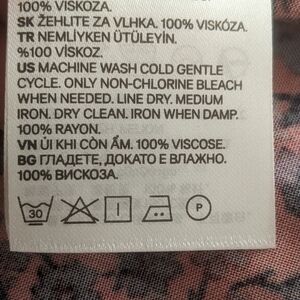 100% VISKOZA.
SK ŽEHLITE ZA VLHKA. 100% VISKÓZA.
TR NEMLİYKEN ÜTÜLEYİN.
%100 VİSKOZ.
US MACHINE WASH COLD GENTLE
CYCLE. ONLY NON-CHLORINE BLEACH
WHEN NEEDED. LINE DRY. MEDIUM
IRON. DRY CLEAN. IRON WHEN DAMP.
100% RAYON.
VN ỦI KHI CÒN ẨM. 100% VISCOSE.
BG ГЛАДЕТЕ, ДОКАТО Е ВЛАЖНО.
100% ВИСКОЗА.
30 P